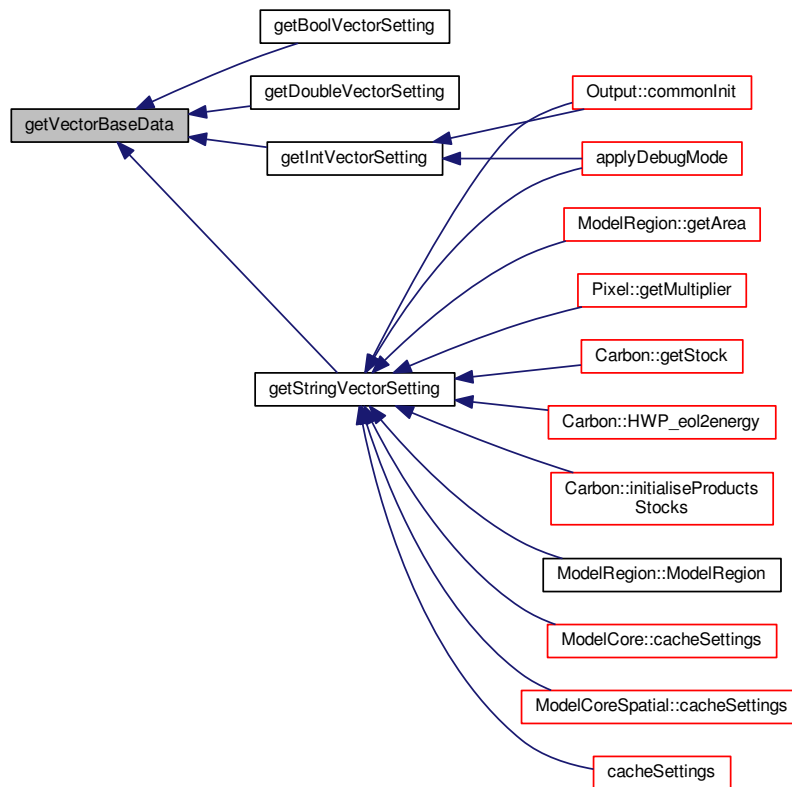 getBoolVectorSetting
getDoubleVectorSetting
Output::commonInit
getVectorBaseData
getIntVectorSetting
applyDebugMode
ModelRegion::getArea
Pixel::getMultiplier
Carbon::getStock
getStringVectorSetting
Carbon::HWP_eol2energy
Carbon::initialiseProducts
Stocks
ModelRegion::ModelRegion
ModelCore::cacheSettings
ModelCoreSpatial::cacheSettings
cacheSettings